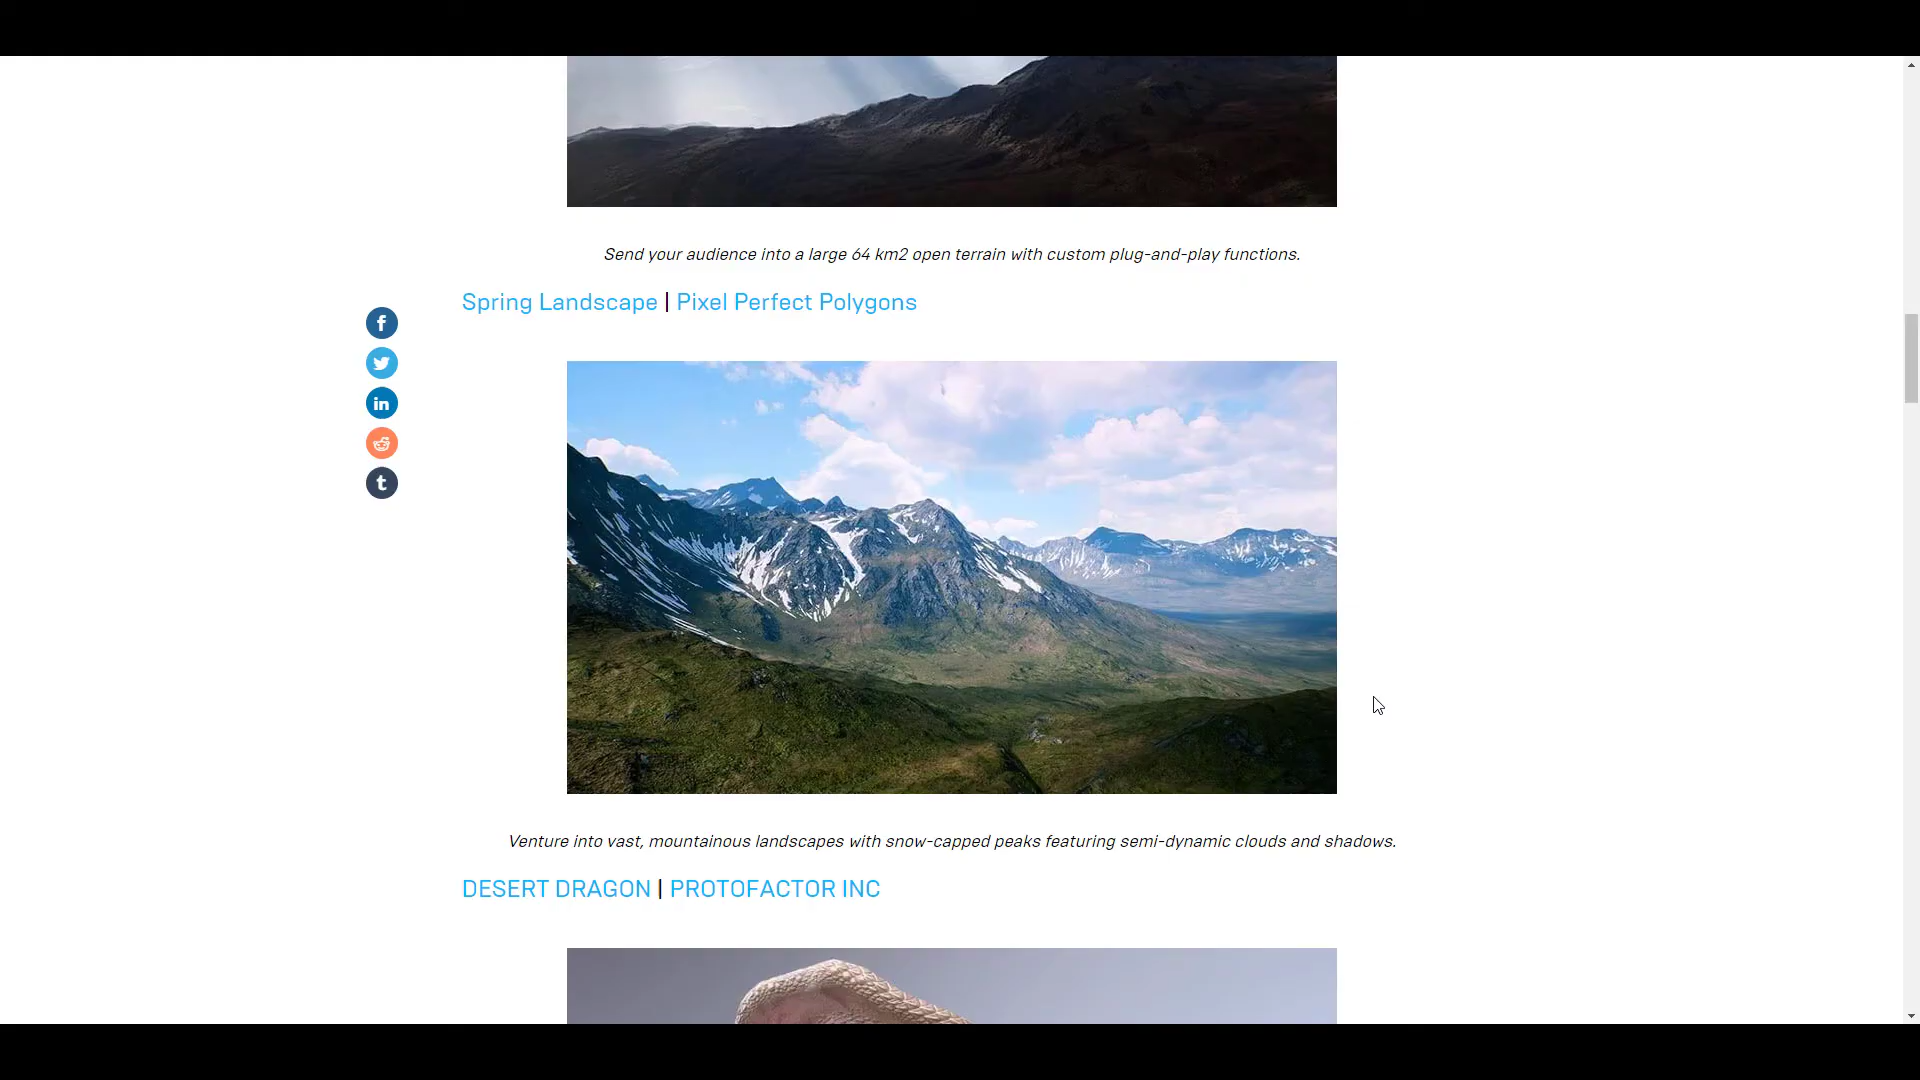 Send your audience into a large 64 km2 open terrain with custom plug-and-play functions.
Spring Landscape | Pixel Perfect Polygons
Venture into vast, mountainous landscapes with snow-capped peaks featuring semi-dynamic clouds and shadows.
DESERT DRAGON | PROTOFACTOR INC